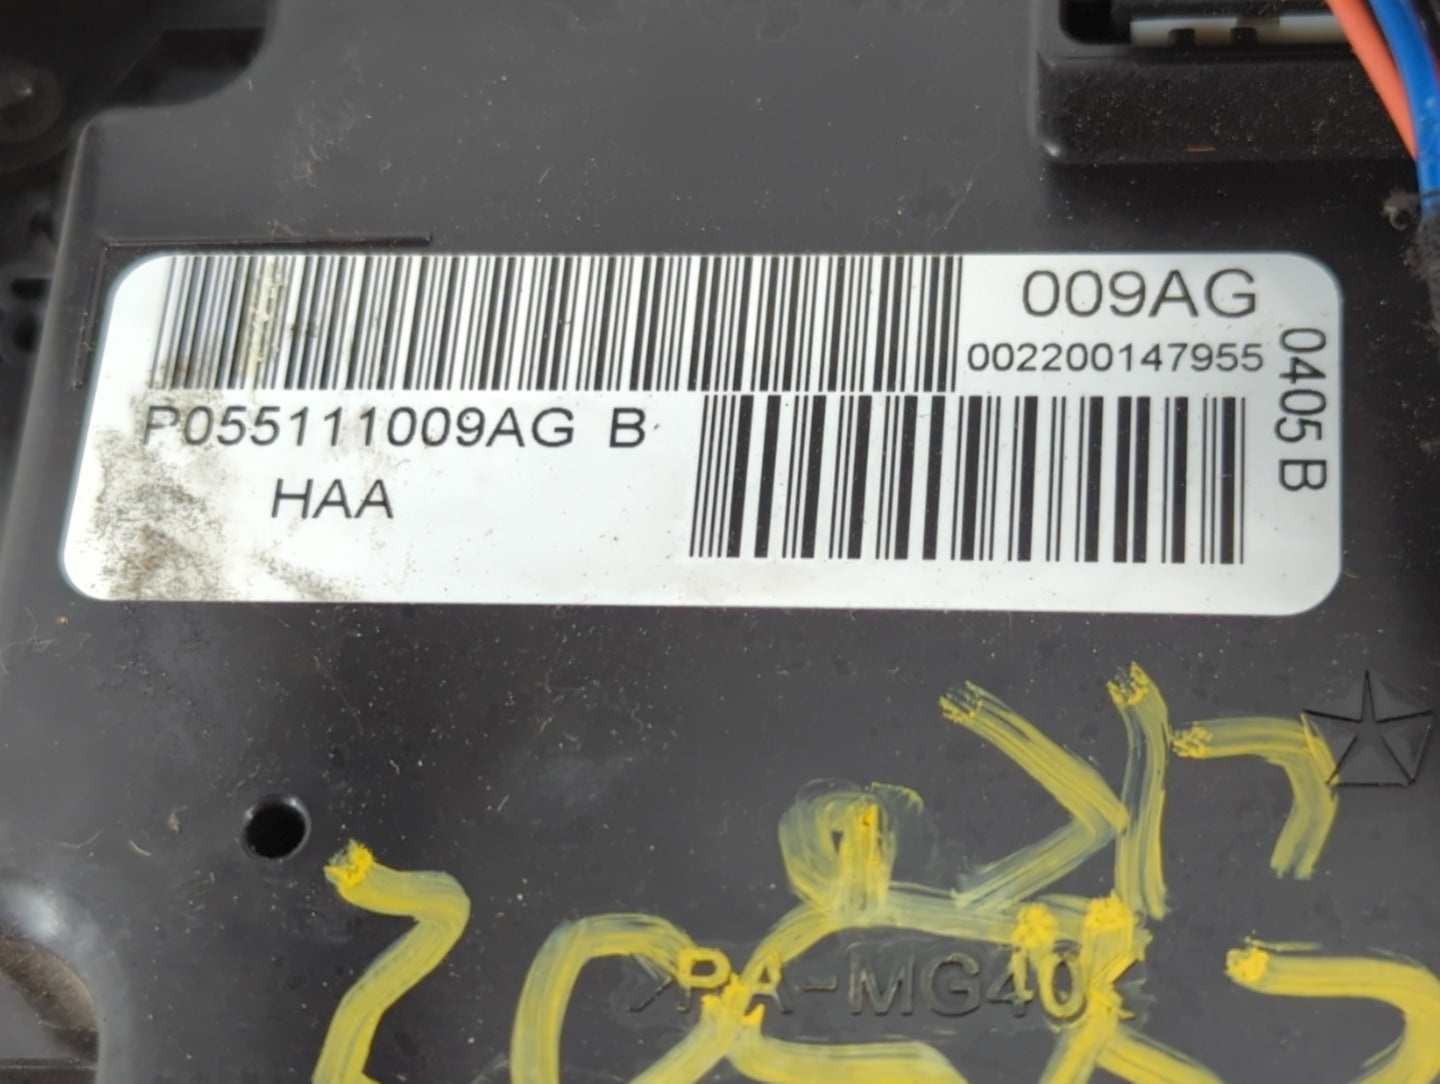 009AG
002200147955
0405 B
P055111009AG B
HAA
>PA-MG40<